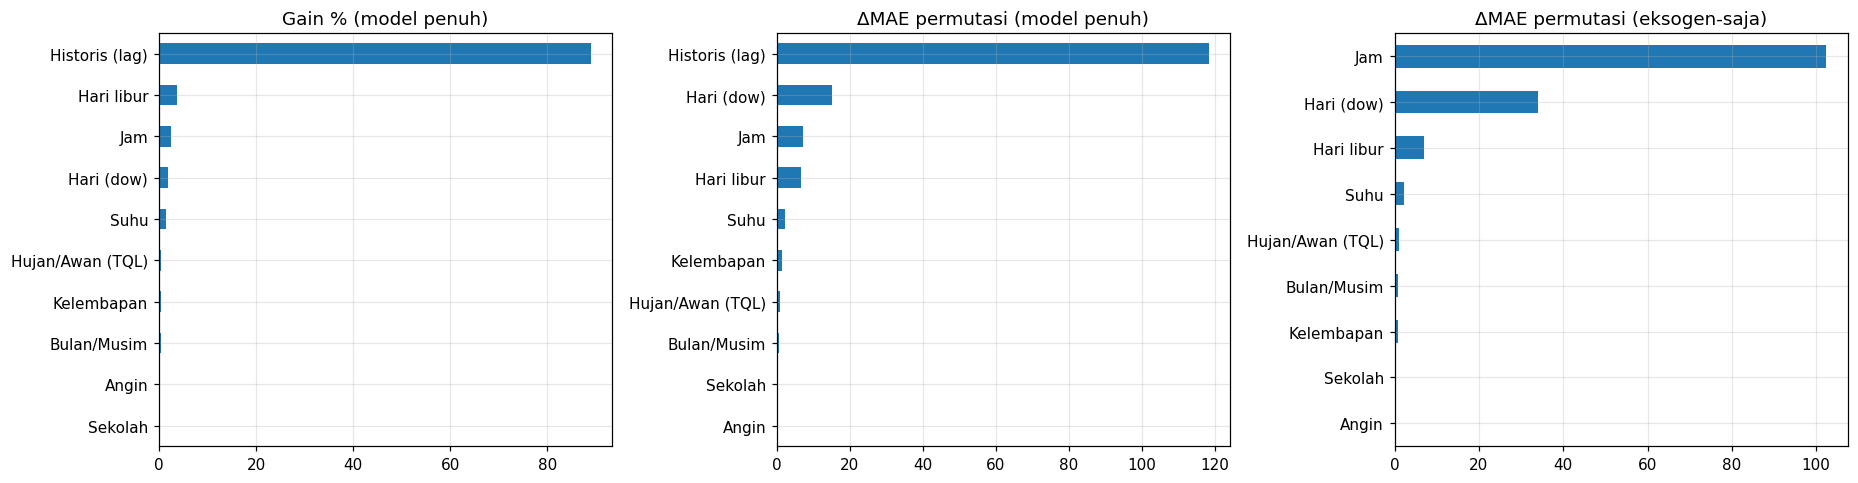 Gain % (model penuh)
Historis (lag)
Hari libur
Jam
Hari (dow)
Suhu
Hujan/Awan (TQL)
Kelembapan
Bulan/Musim
Angin
Sekolah
0 20 40 60 80
ΔMAE permutasi (model penuh)
Historis (lag)
Hari (dow)
Jam
Hari libur
Suhu
Kelembapan
Hujan/Awan (TQL)
Bulan/Musim
Sekolah
Angin
0 20 40 60 80 100 120
ΔMAE permutasi (eksogen-saja)
Jam
Hari (dow)
Hari libur
Suhu
Hujan/Awan (TQL)
Bulan/Musim
Kelembapan
Sekolah
Angin
0 20 40 60 80 100